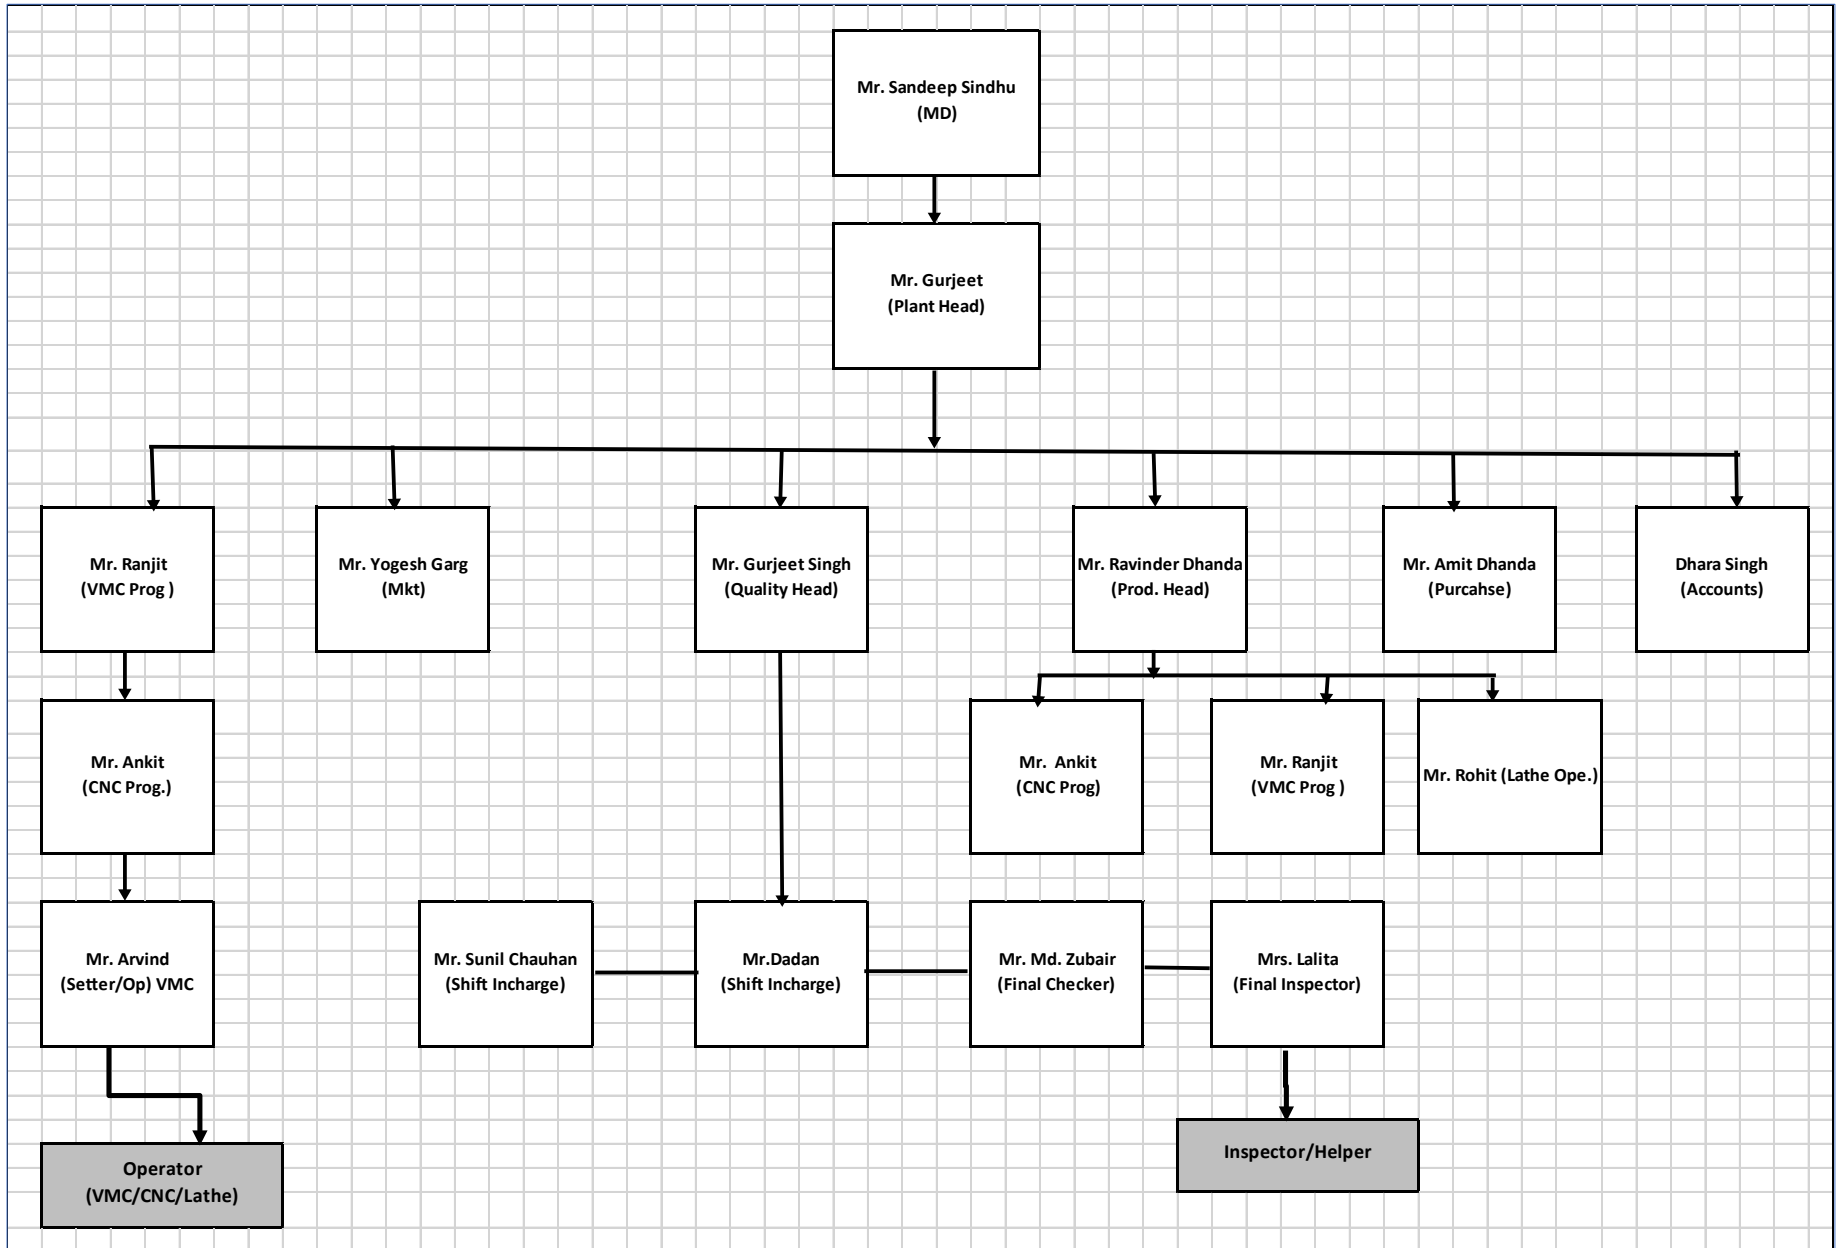 Mr. Sandeep Sindhu
(MD)
Mr. Gurjeet
(Plant Head)
Mr. Ranjit
(VMC Prog )
Mr. Yogesh Garg
(Mkt)
Mr. Gurjeet Singh
(Quality Head)
Mr. Ravinder Dhanda
(Prod. Head)
Mr. Amit Dhanda
(Purcahse)
Dhara Singh
(Accounts)
Mr. Ankit
(CNC Prog.)
Mr.  Ankit
(CNC Prog)
Mr. Ranjit
(VMC Prog )
Mr. Rohit (Lathe Ope.)
Mr. Arvind
(Setter/Op) VMC
Mr. Sunil Chauhan
(Shift Incharge)
Mr.Dadan
(Shift Incharge)
Mr. Md. Zubair
(Final Checker)
Mrs. Lalita
(Final Inspector)
Operator
(VMC/CNC/Lathe)
Inspector/Helper